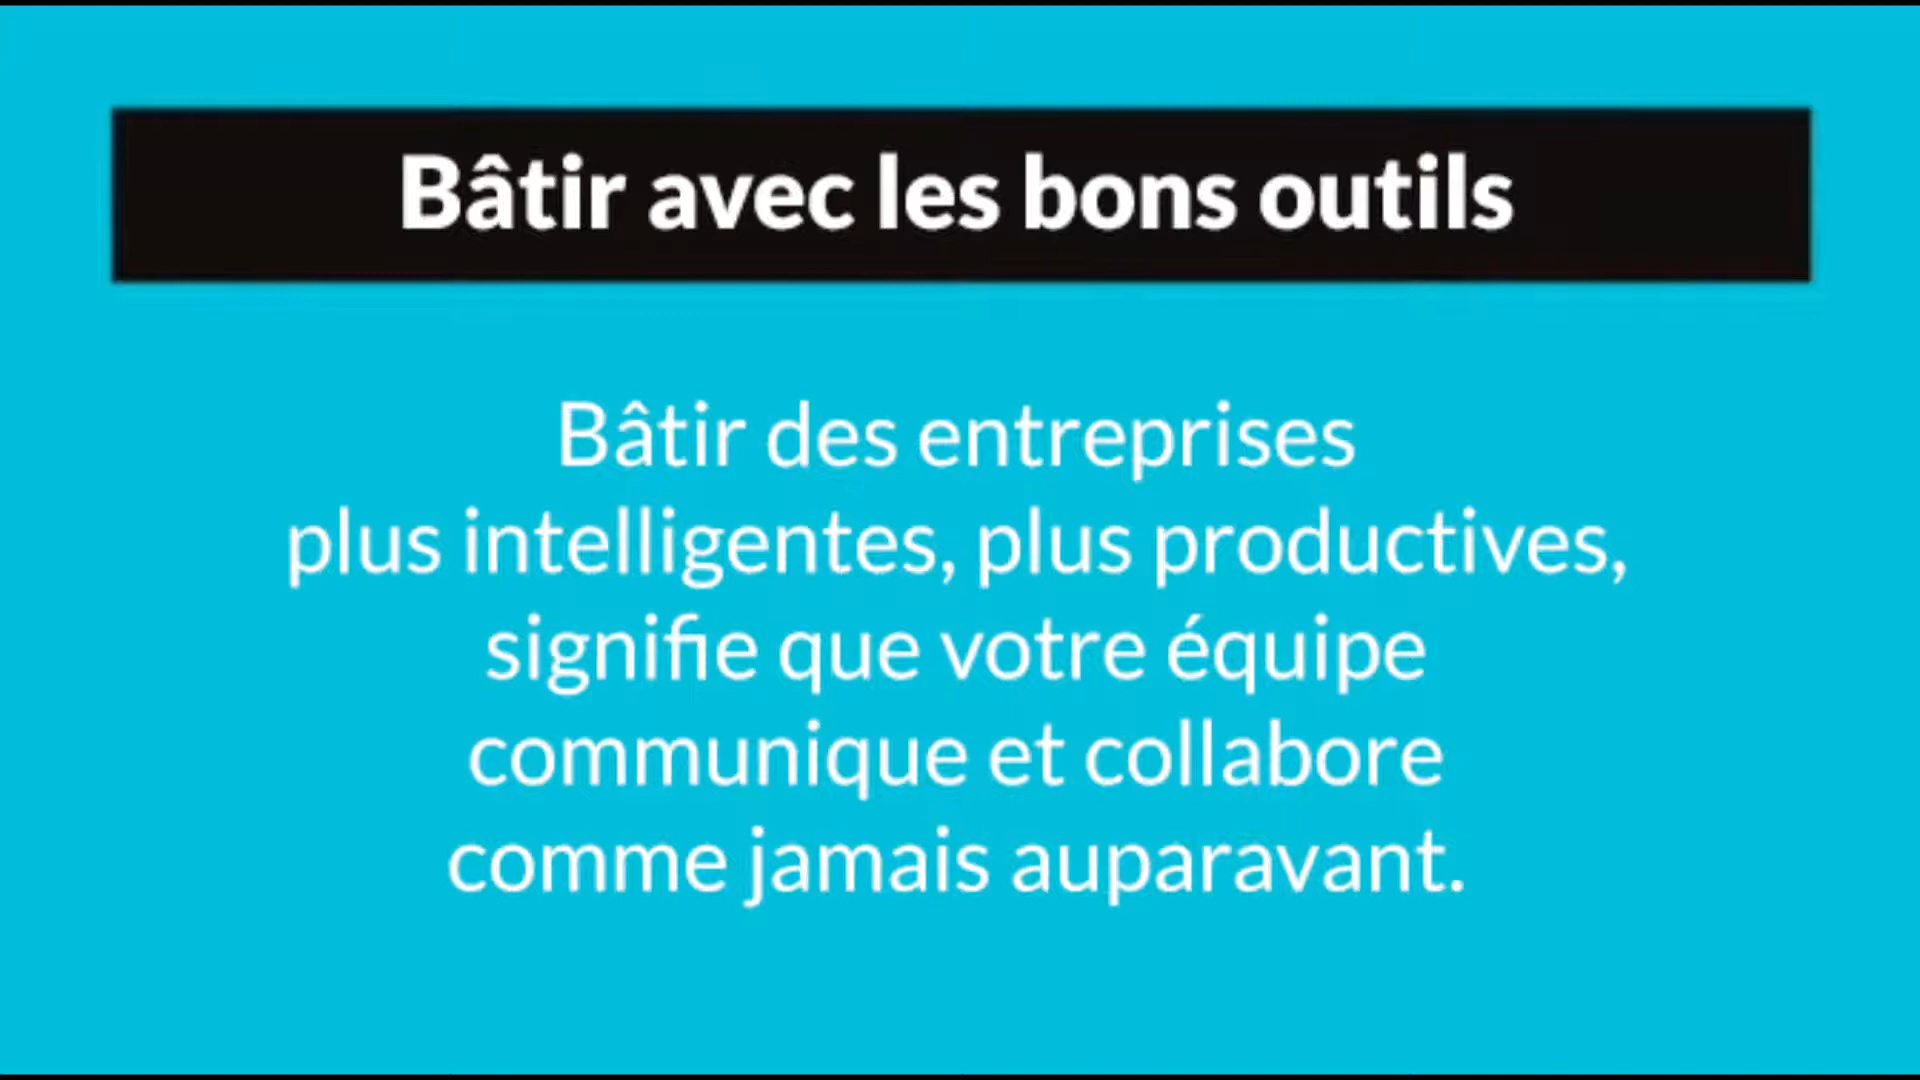 Bâtir avec les bons outils
Bâtir des entreprises
plus intelligentes, plus productives,
signifie que votre équipe
communique et collabore
comme jamais auparavant.